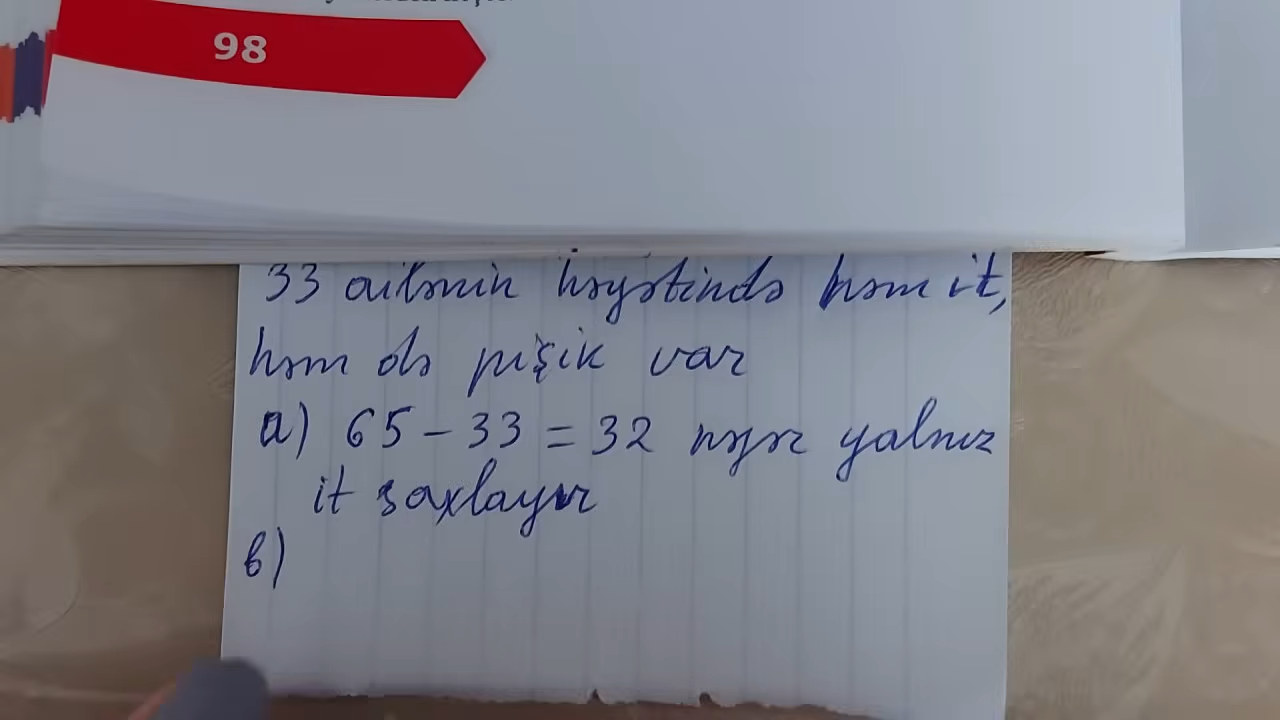 98
33 ailənin həyətində həm it,
həm də pişik var
a) 65 - 33 = 32 nəfər yalnız
it saxlayır
b)